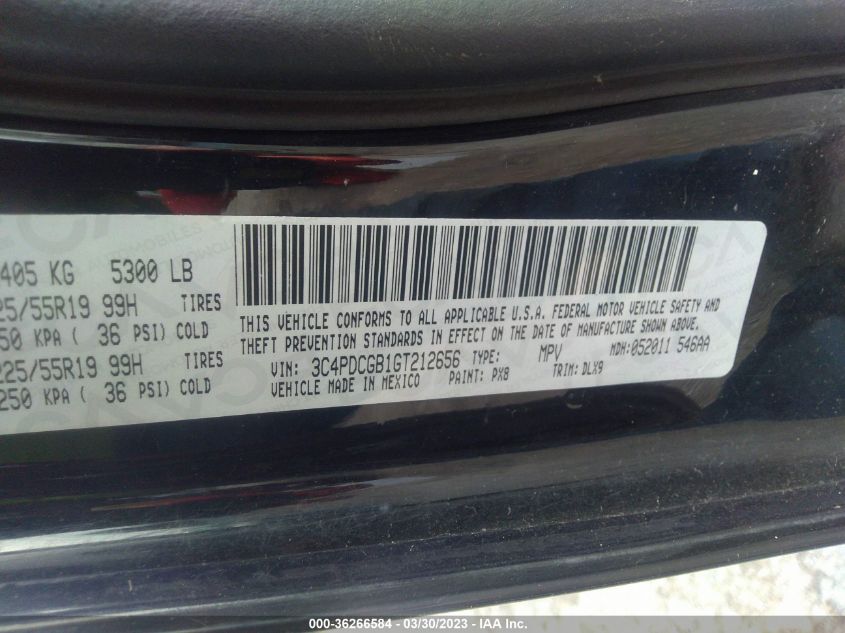 405 KG 5300 LB
25/55R19 99H TIRES
50 KPA ( 36 PSI) COLD
225/55R19 99H TIRES
250 KPA ( 36 PSI) COLD
THIS VEHICLE CONFORMS TO ALL APPLICABLE U.S.A. FEDERAL MOTOR VEHICLE SAFETY AND
THEFT PREVENTION STANDARDS IN EFFECT ON THE DATE OF MANUFACTURE SHOWN ABOVE.
VIN: 3C4PDCGB1GT212656 TYPE: MPV MDH:052011 546AA
VEHICLE MADE IN MEXICO PAINT: PX8 TRIM: DLX9
000-36266584 - 03/30/2023 - IAA Inc.